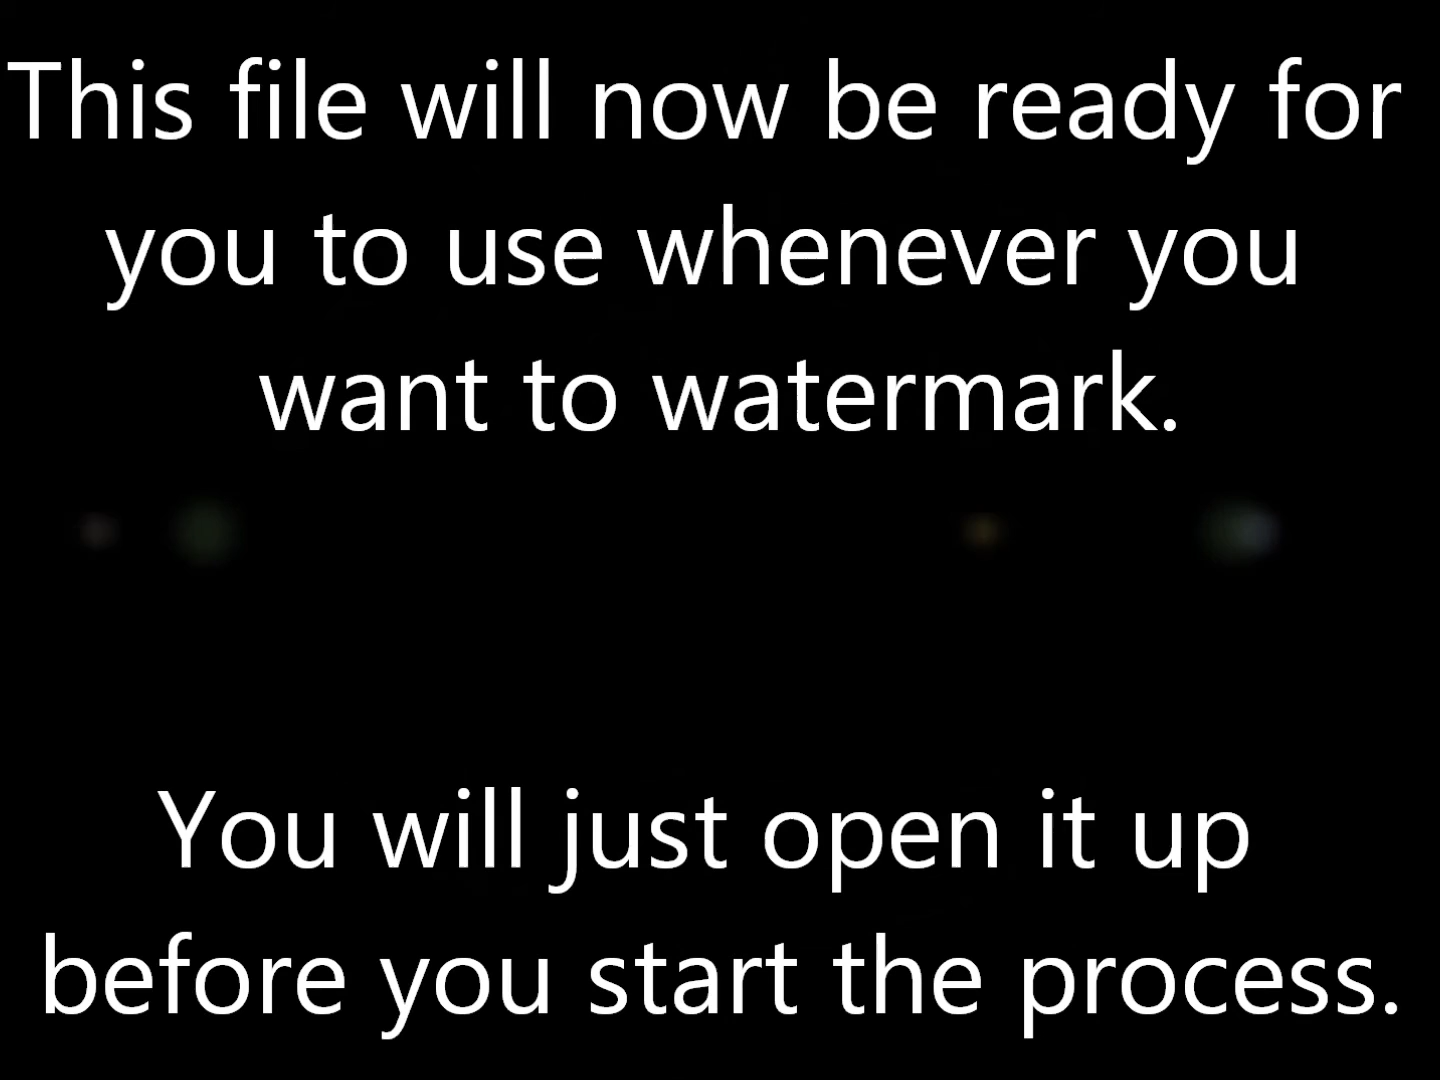 This file will now be ready for
you to use whenever you
want to watermark.
You will just open it up
before you start the process.